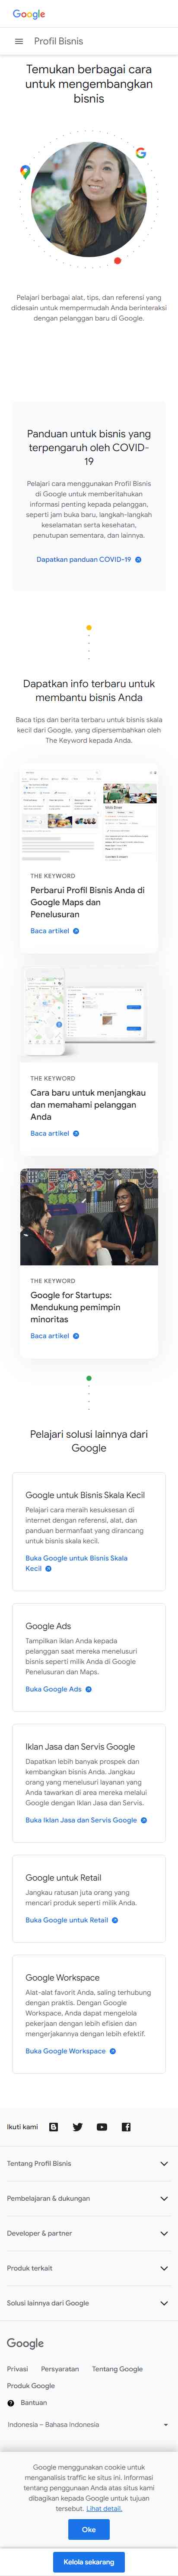 Google
Profil Bisnis
Temukan berbagai cara
untuk mengembangkan
bisnis
Pelajari berbagai alat, tips, dan referensi yang
didesain untuk mempermudah Anda berinteraksi
dengan pelanggan baru di Google.
Panduan untuk bisnis yang
terpengaruh oleh COVID-
19
Pelajari cara menggunakan Profil Bisnis
di Google untuk memberitahukan
informasi penting kepada pelanggan,
seperti jam buka baru, langkah-langkah
keselamatan serta kesehatan,
penutupan sementara, dan lainnya.
Dapatkan panduan COVID-19
Dapatkan info terbaru untuk
membantu bisnis Anda
Baca tips dan berita terbaru untuk bisnis skala
kecil dari Google, yang dipersembahkan oleh
The Keyword kepada Anda.
THE KEYWORD
Perbarui Profil Bisnis Anda di
Google Maps dan
Penelusuran
Baca artikel
THE KEYWORD
Cara baru untuk menjangkau
dan memahami pelanggan
Anda
Baca artikel
THE KEYWORD
Google for Startups:
Mendukung pemimpin
minoritas
Baca artikel
Pelajari solusi lainnya dari
Google
Google untuk Bisnis Skala Kecil
Pelajari cara meraih kesuksesan di
internet dengan referensi, alat, dan
panduan bermanfaat yang dirancang
untuk bisnis skala kecil.
Buka Google untuk Bisnis Skala
Kecil
Google Ads
Tampilkan iklan Anda kepada
pelanggan saat mereka menelusuri
bisnis seperti milik Anda di Google
Penelusuran dan Maps.
Buka Google Ads
Iklan Jasa dan Servis Google
Dapatkan lebih banyak prospek dan
kembangkan bisnis Anda. Jangkau
orang yang menelusuri layanan yang
Anda tawarkan di area mereka melalui
Google dengan Iklan Jasa dan Servis.
Buka Iklan Jasa dan Servis Google
Google untuk Retail
Jangkau ratusan juta orang yang
mencari produk seperti milik Anda.
Buka Google untuk Retail
Google Workspace
Alat-alat favorit Anda, saling terhubung
dengan praktis. Dengan Google
Workspace, Anda dapat mengelola
pekerjaan dengan lebih efisien dan
mengerjakannya dengan lebih efektif.
Buka Google Workspace
Ikuti kami
Tentang Profil Bisnis
Pembelajaran & dukungan
Developer & partner
Produk terkait
Solusi lainnya dari Google
Google
Privasi Persyaratan Tentang Google
Produk Google
Bantuan
Indonesia – Bahasa Indonesia
Google menggunakan cookie untuk
menganalisis traffic ke situs ini. Informasi
tentang penggunaan Anda atas situs kami
dibagikan kepada Google untuk tujuan
tersebut. Lihat detail.
Oke
Kelola sekarang